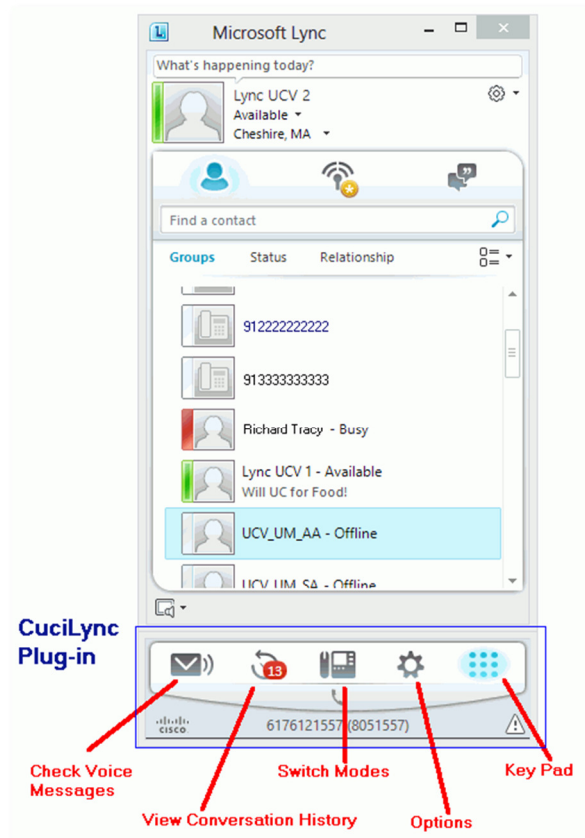 Microsoft Lync
What's happening today?
Lync UCV 2
Available
Cheshire, MA
Find a contact
Groups Status Relationship
912222222222
913333333333
Richard Tracy - Busy
Lync UCV 1 - Available
Will UC for Food!
UCV_UM_AA - Offline
UCV_UM_SA - Offline
CuciLync
Plug-in
13
cisco
6176121557 (8051557)
Check Voice
Messages
Switch Modes
Key Pad
View Conversation History
Options